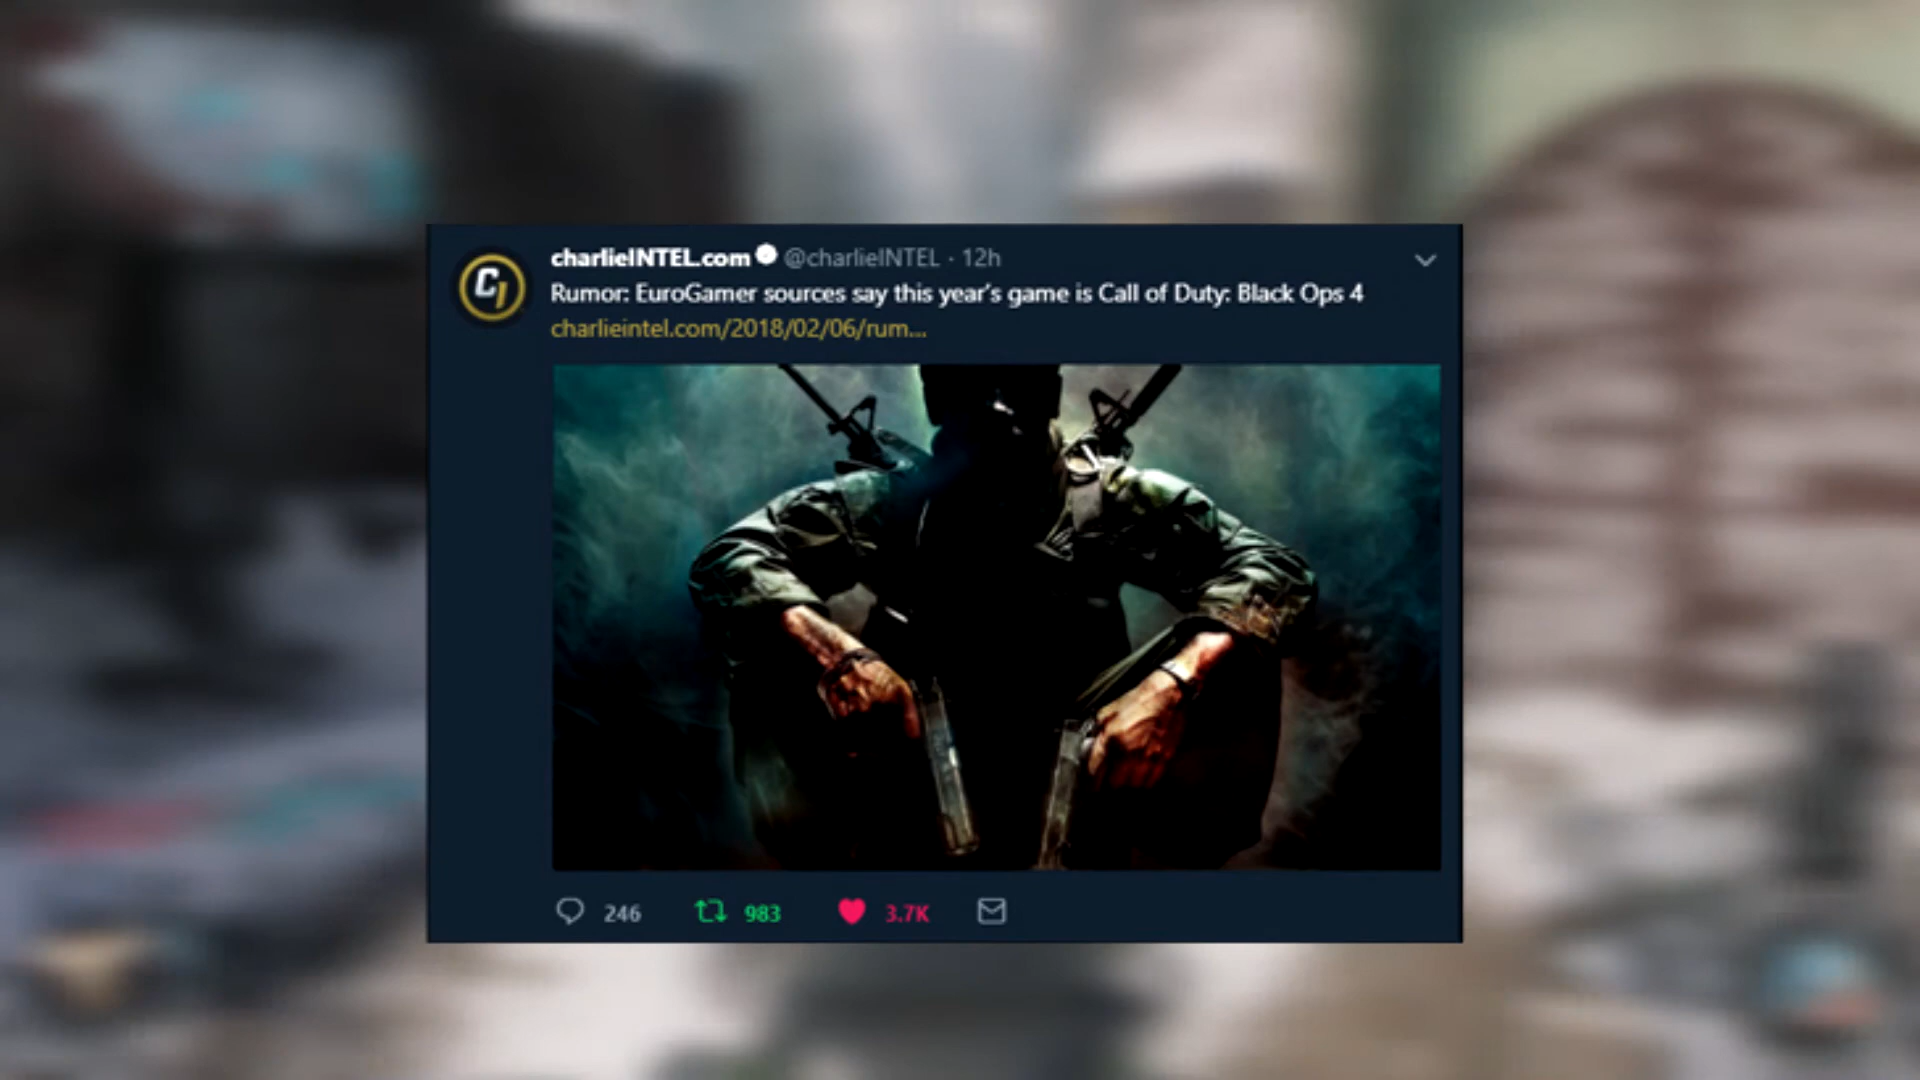 charlieINTEL.com @charlieINTEL · 12h
Rumor: EuroGamer sources say this year's game is Call of Duty: Black Ops 4
charlieintel.com/2018/02/06/rum...
CI
246 983 3.7K